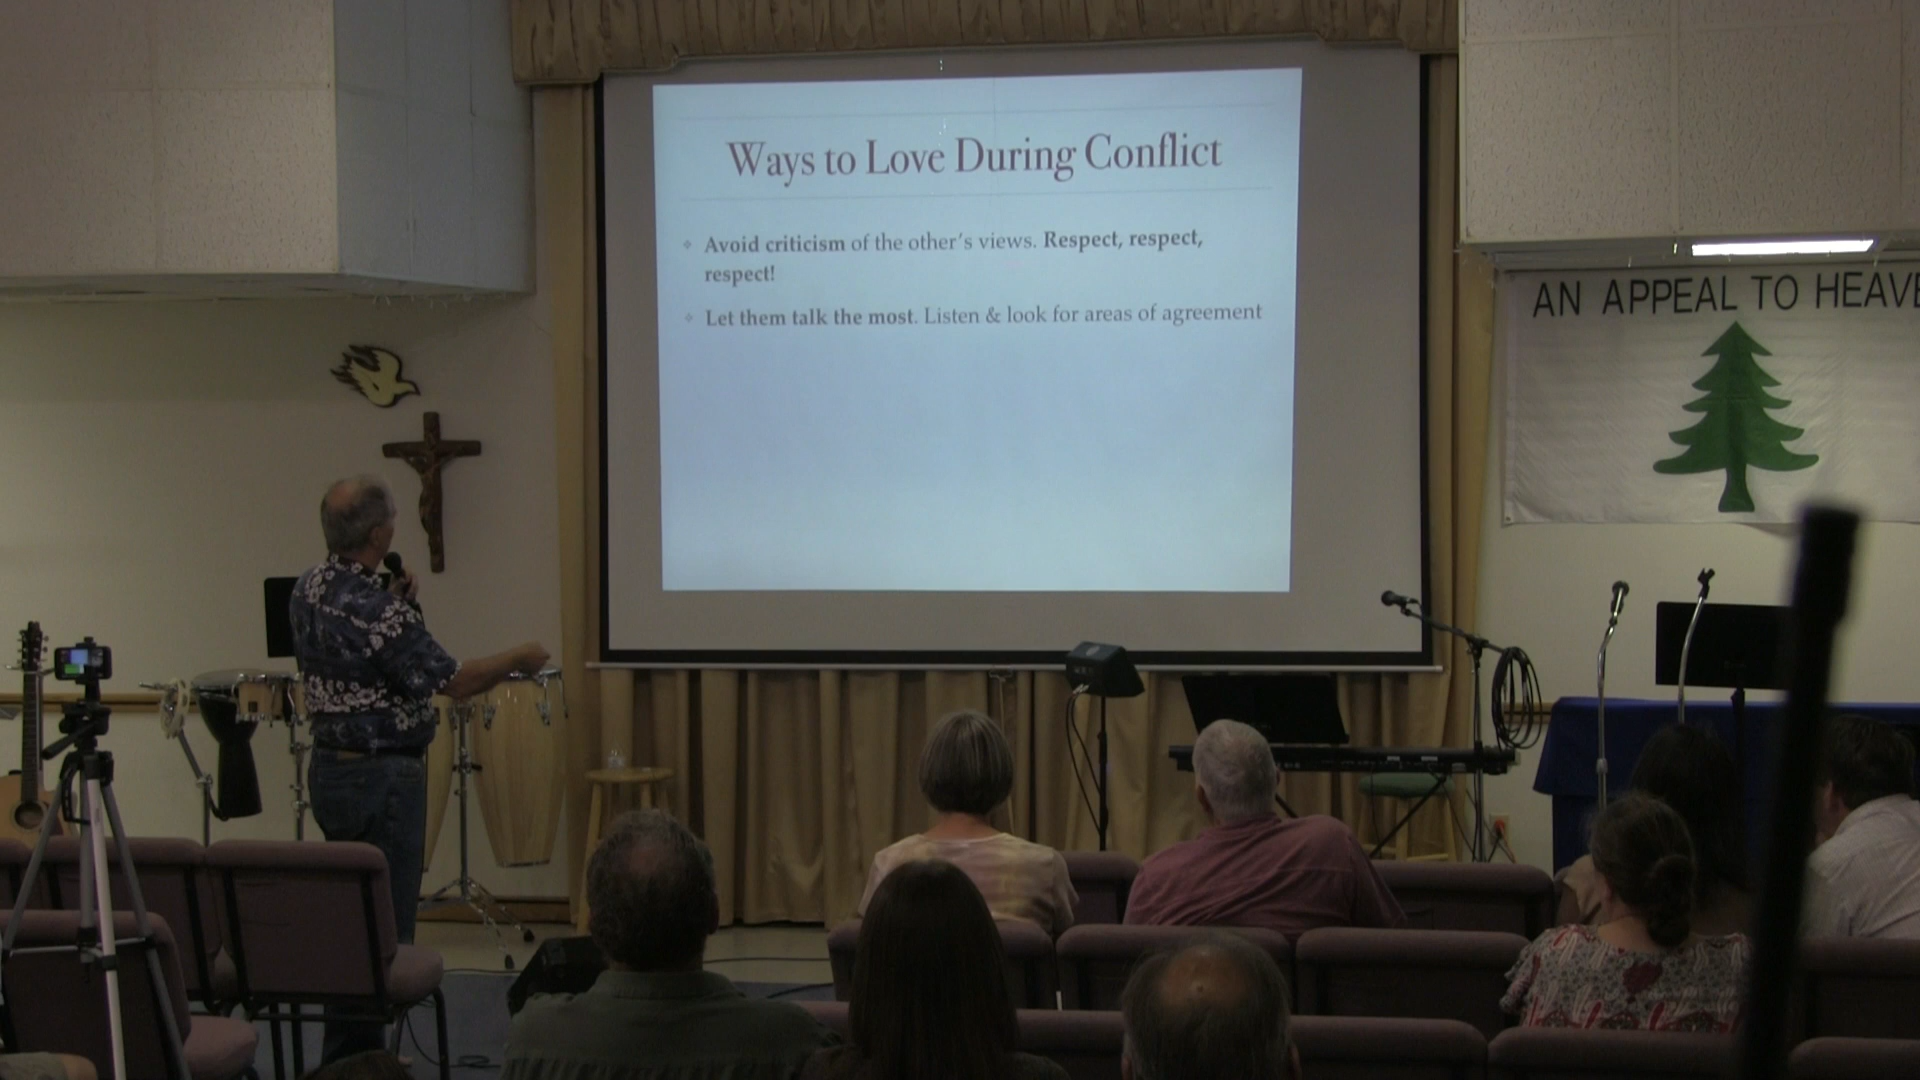 Ways to Love During Conflict
Avoid criticism of the other's views. Respect, respect,
respect!
Let them talk the most. Listen & look for areas of agreement
AN APPEAL TO HEAVE